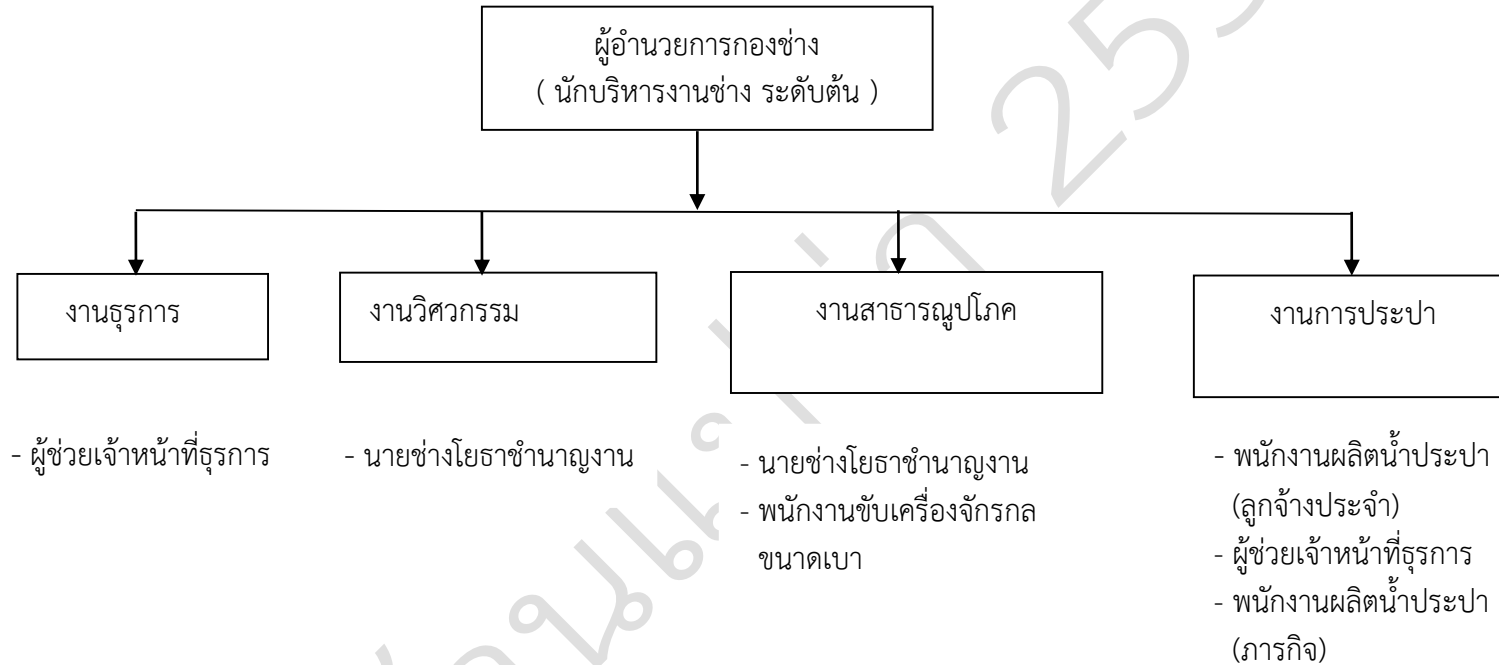 ผู้อำนวยการกองช่าง
( นักบริหารงานช่าง ระดับต้น )
งานธุรการ
งานวิศวกรรม
งานสาธารณูปโภค
งานการประปา
- ผู้ช่วยเจ้าหน้าที่ธุรการ
- นายช่างโยธาชำนาญงาน
- นายช่างโยธาชำนาญงาน
- พนักงานขับเครื่องจักรกล
ขนาดเบา
- พนักงานผลิตน้ำประปา
(ลูกจ้างประจำ)
- ผู้ช่วยเจ้าหน้าที่ธุรการ
- พนักงานผลิตน้ำประปา
(ภารกิจ)